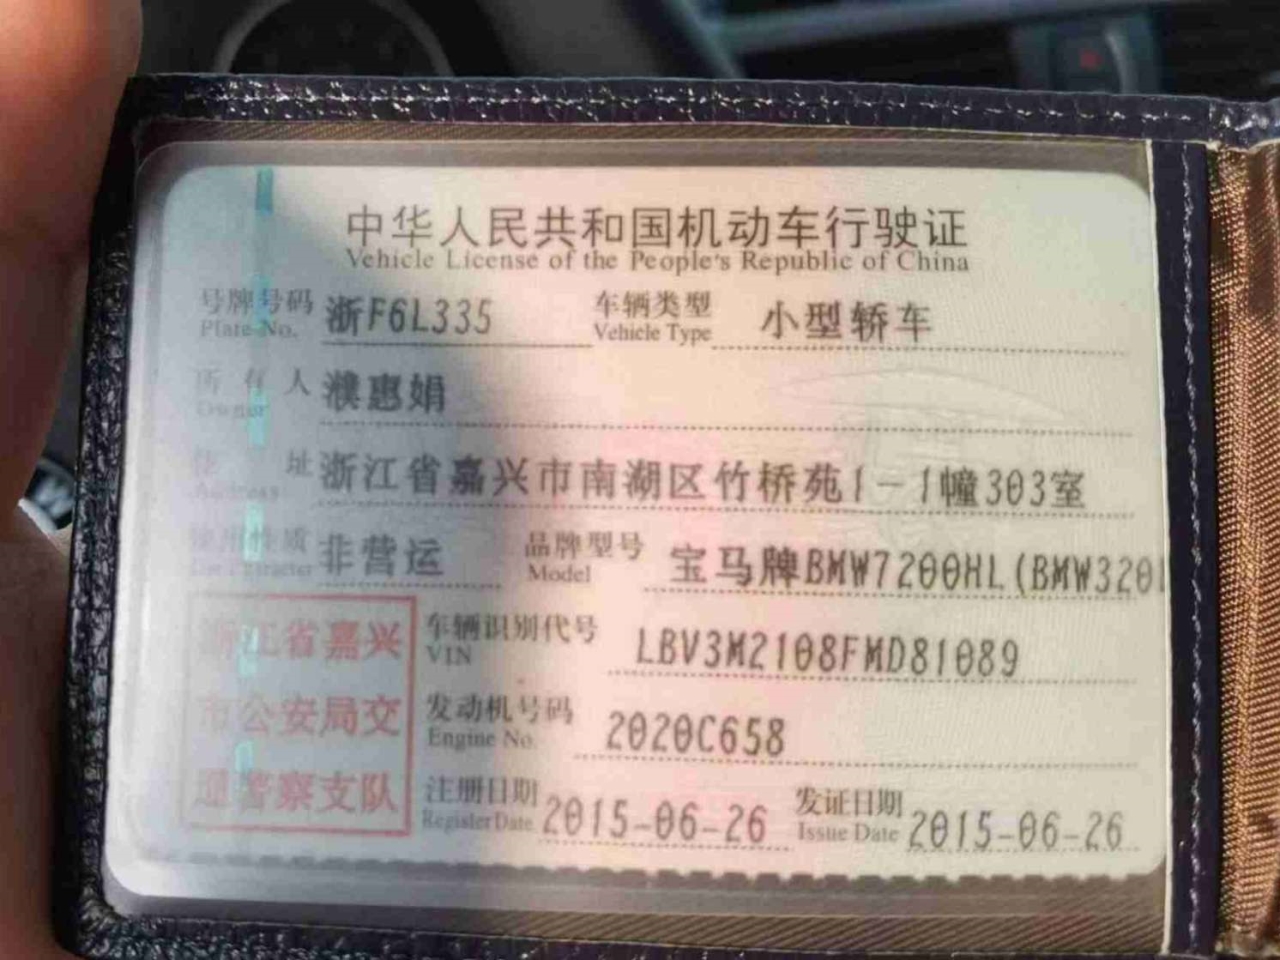 中华人民共和国机动车行驶证
Vehicle License of the People's Republic of China
号牌号码 浙F6L335 车辆类型 小型轿车
Plate No. Vehicle Type
所有人 濮惠娟
Owner
住址 浙江省嘉兴市南湖区竹桥苑1-1幢303室
Address
使用性质 非营运 品牌型号 宝马牌BMW7200HL(BMW320L
Use Character Model
浙江省嘉兴 车辆识别代号 LBV3M2108FMD81089
VIN
市公安局交 发动机号码 2020C658
Engine No.
通警察支队 注册日期 2015-06-26 发证日期 2015-06-26
Register Date Issue Date